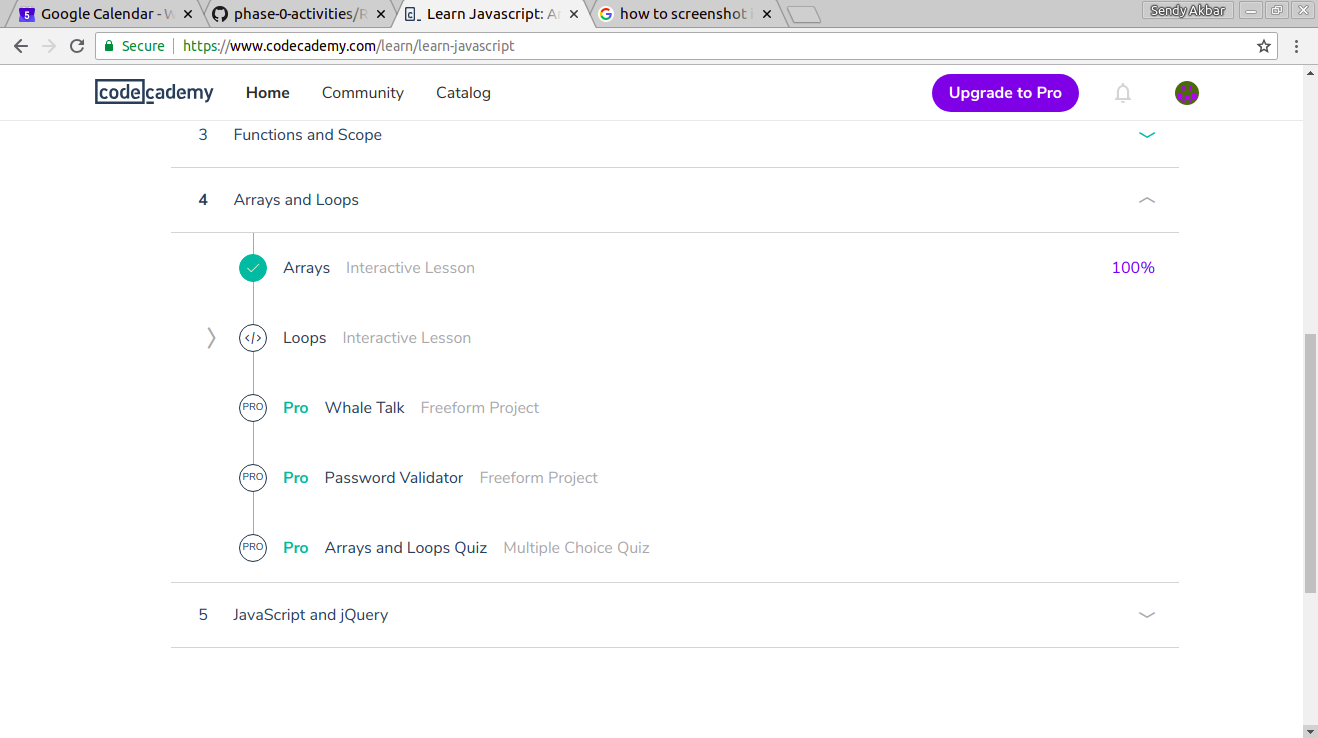 5 Google Calendar - W
phase-0-activities/R
c_ Learn Javascript: Ar
G how to screenshot
Sendy Akbar
Secure https://www.codecademy.com/learn/learn-javascript
codecademy Home Community Catalog Upgrade to Pro
3 Functions and Scope
4 Arrays and Loops
Arrays Interactive Lesson 100%
</> Loops Interactive Lesson
PRO Pro Whale Talk Freeform Project
PRO Pro Password Validator Freeform Project
PRO Pro Arrays and Loops Quiz Multiple Choice Quiz
5 JavaScript and jQuery